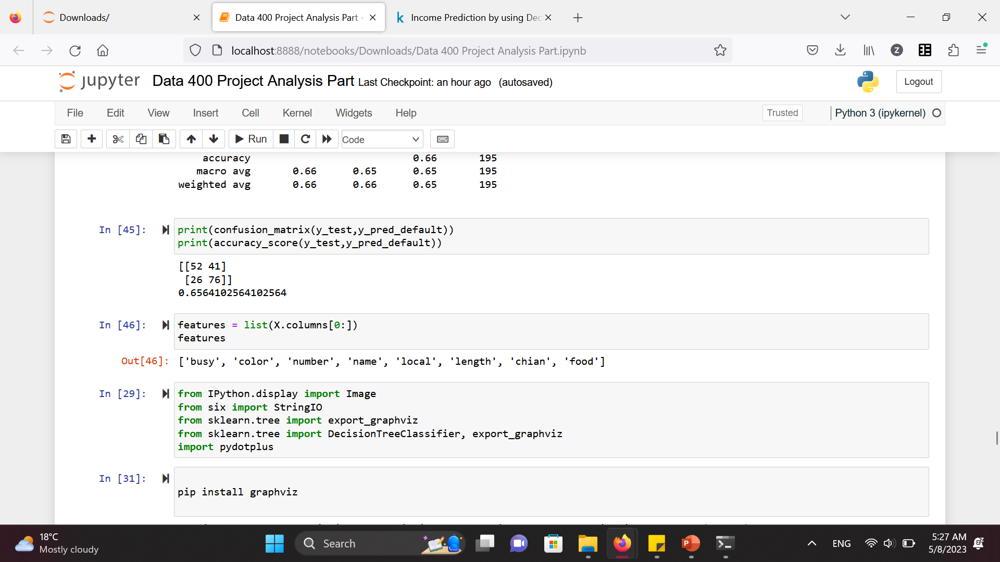 Downloads/
Data 400 Project Analysis Part -
k Income Prediction by using Dec
localhost:8888/notebooks/Downloads/Data 400 Project Analysis Part.ipynb
Z
jupyter Data 400 Project Analysis Part Last Checkpoint: an hour ago (autosaved)
Logout
File Edit View Insert Cell Kernel Widgets Help
Trusted
Python 3 (ipykernel)
Run
Code
accuracy 0.66 195
macro avg 0.66 0.65 0.65 195
weighted avg 0.66 0.66 0.65 195
In [45]: print(confusion_matrix(y_test,y_pred_default))
print(accuracy_score(y_test,y_pred_default))
[[52 41]
[26 76]]
0.6564102564102564
In [46]: features = list(X.columns[0:])
features
Out[46]: ['busy', 'color', 'number', 'name', 'local', 'length', 'chian', 'food']
In [29]: from IPython.display import Image
from six import StringIO
from sklearn.tree import export_graphviz
from sklearn.tree import DecisionTreeClassifier, export_graphviz
import pydotplus
In [31]:
pip install graphviz
18°C
Mostly cloudy
Search
P
ENG
5:27 AM
5/8/2023